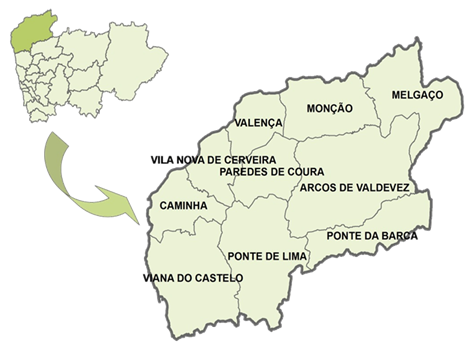 MELGAÇO
MONÇÃO
VALENÇA
VILA NOVA DE CERVEIRA
PAREDES DE COURA
ARCOS DE VALDEVEZ
CAMINHA
PONTE DA BARCA
PONTE DE LIMA
VIANA DO CASTELO